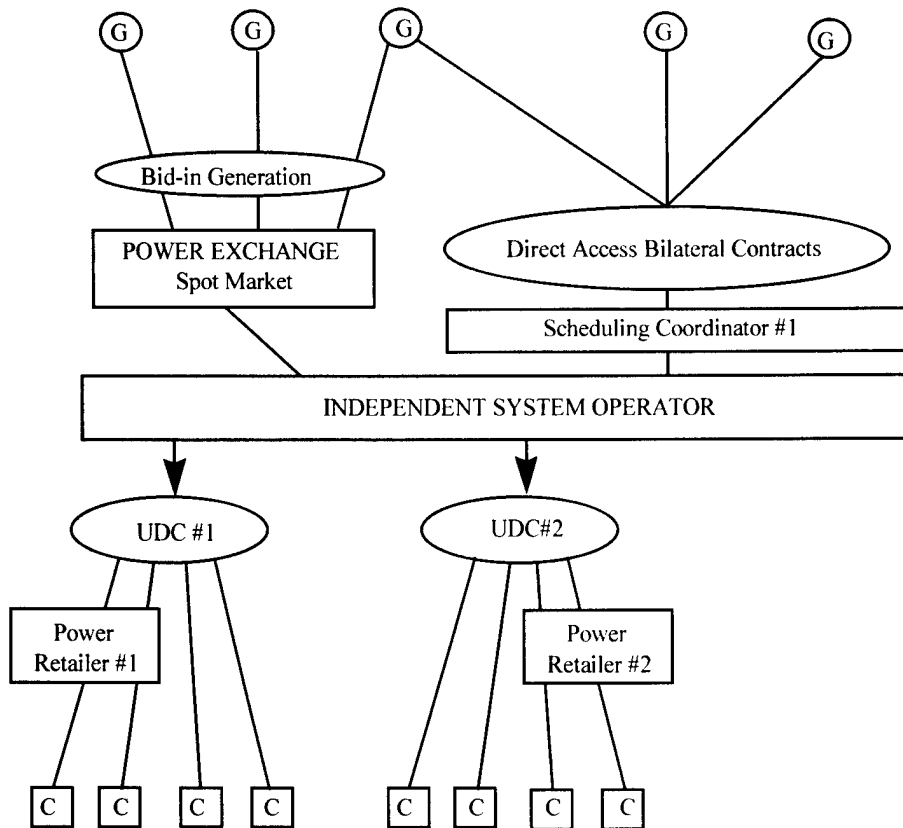 G G G G G
Bid-in Generation
POWER EXCHANGE
Spot Market
Direct Access Bilateral Contracts
Scheduling Coordinator #1
INDEPENDENT SYSTEM OPERATOR
UDC #1
UDC#2
Power
Retailer #1
Power
Retailer #2
C C C C C C C C